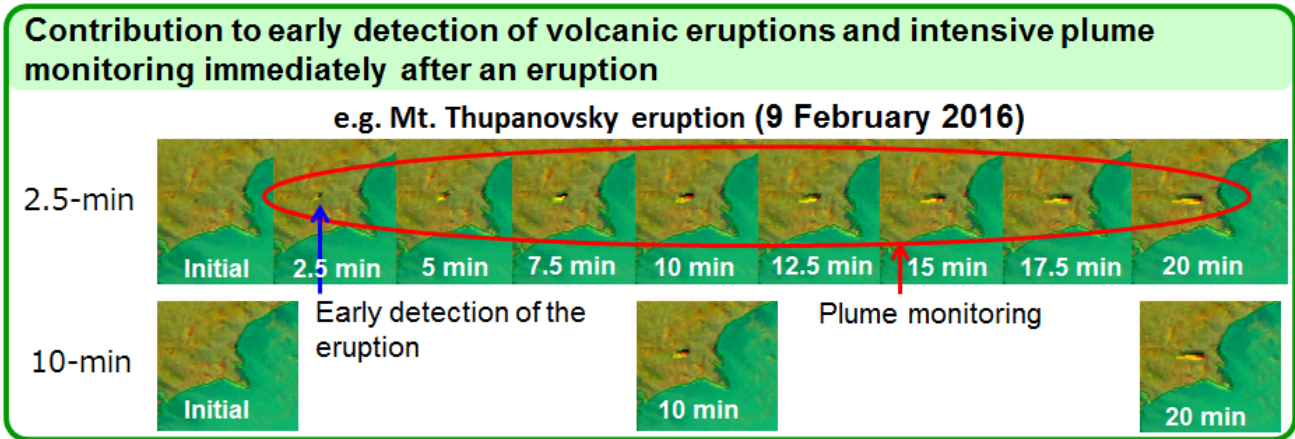 Contribution to early detection of volcanic eruptions and intensive plume
monitoring immediately after an eruption
e.g. Mt. Thupanovsky eruption (9 February 2016)
2.5-min
Initial
2.5 min
5 min
7.5 min
10 min
12.5 min
15 min
17.5 min
20 min
Early detection of the
eruption
Plume monitoring
10-min
Initial
10 min
20 min